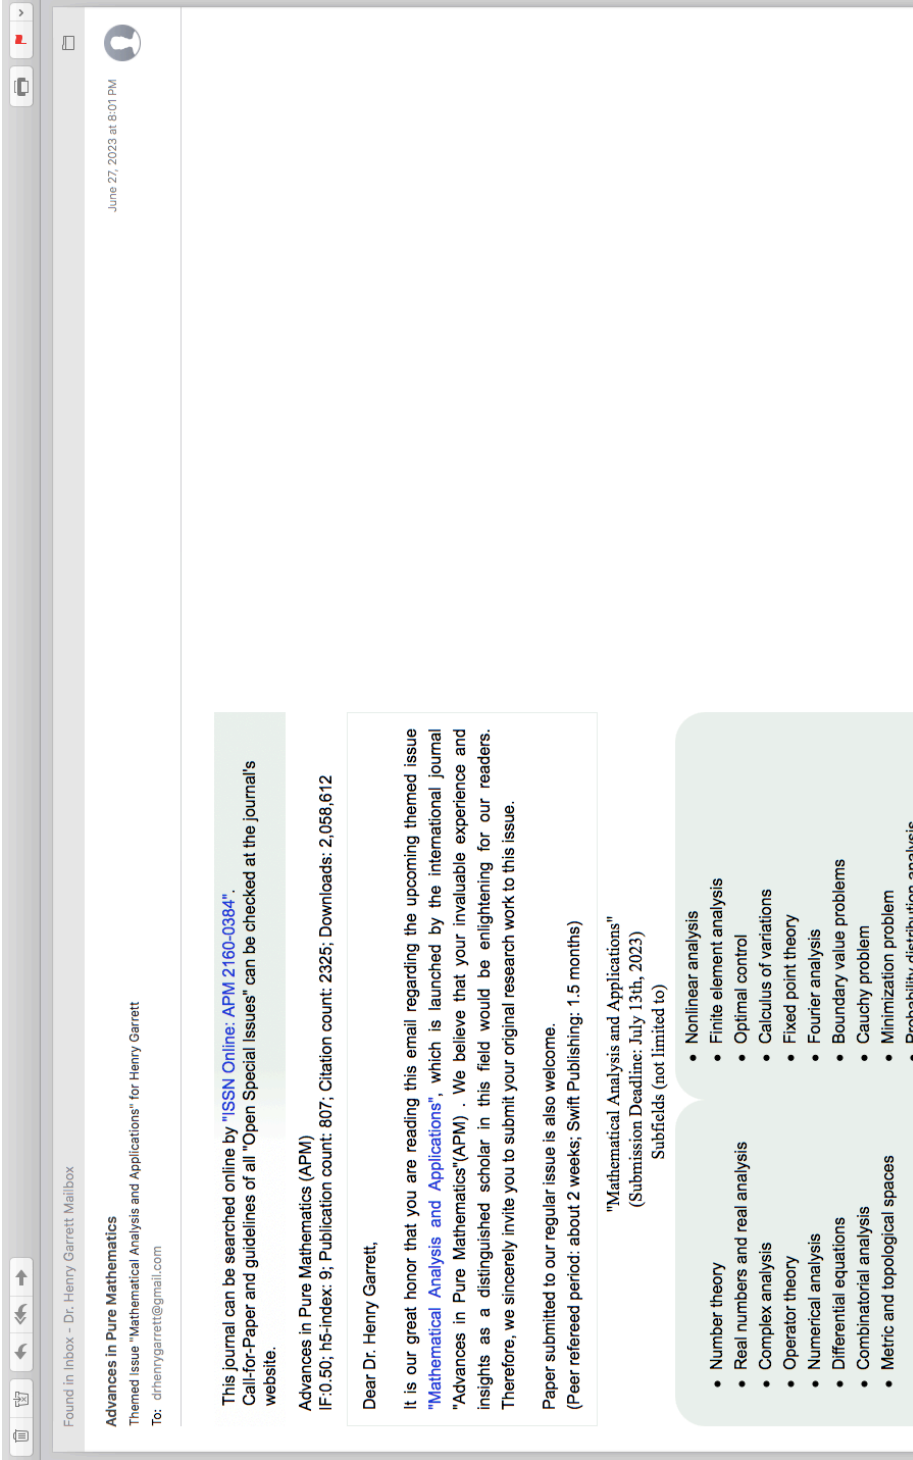 Found in Inbox - Dr. Henry Garrett Mailbox
Advances in Pure Mathematics
June 27, 2023 at 8:01 PM
Themed Issue "Mathematical Analysis and Applications" for Henry Garrett
To: drhenrygarrett@gmail.com
This journal can be searched online by "ISSN Online: APM 2160-0384".
Call-for-Paper and guidelines of all "Open Special Issues" can be checked at the journal's
website.
Advances in Pure Mathematics (APM)
IF:0.50; h5-index: 9; Publication count: 807; Citation count: 2325; Downloads: 2,058,612
Dear Dr. Henry Garrett,
It is our great honor that you are reading this email regarding the upcoming themed issue
"Mathematical Analysis and Applications", which is launched by the international journal
"Advances in Pure Mathematics"(APM) . We believe that your invaluable experience and
insights as a distinguished scholar in this field would be enlightening for our readers.
Therefore, we sincerely invite you to submit your original research work to this issue.
Paper submitted to our regular issue is also welcome.
(Peer refereed period: about 2 weeks; Swift Publishing: 1.5 months)
"Mathematical Analysis and Applications"
(Submission Deadline: July 13th, 2023)
Subfields (not limited to)
• Number theory
• Real numbers and real analysis
• Complex analysis
• Operator theory
• Numerical analysis
• Differential equations
• Combinatorial analysis
• Metric and topological spaces
• Nonlinear analysis
• Finite element analysis
• Optimal control
• Calculus of variations
• Fixed point theory
• Fourier analysis
• Boundary value problems
• Cauchy problem
• Minimization problem
• Probability distribution analysis